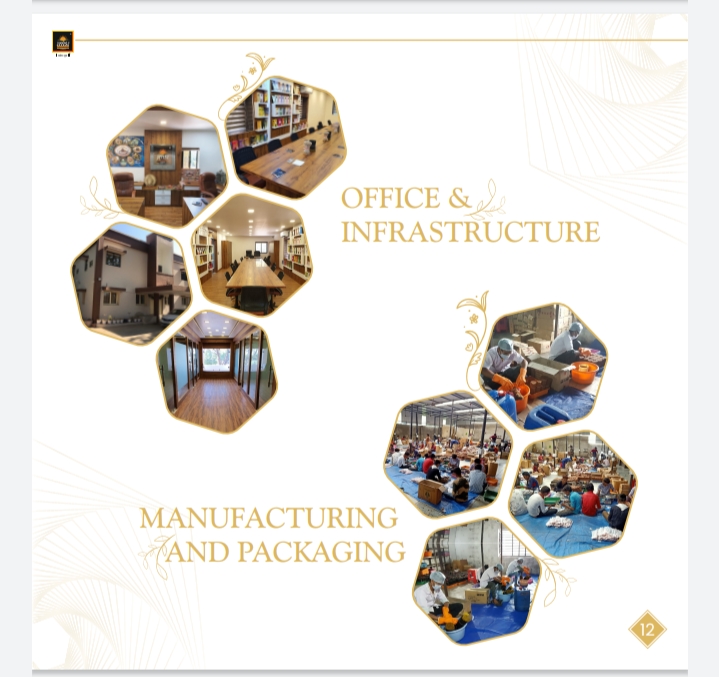 OFFICE &
INFRASTRUCTURE
MANUFACTURING
AND PACKAGING
12